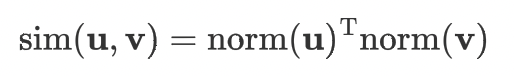 sim(u, v) = norm(u)ᵀnorm(v)